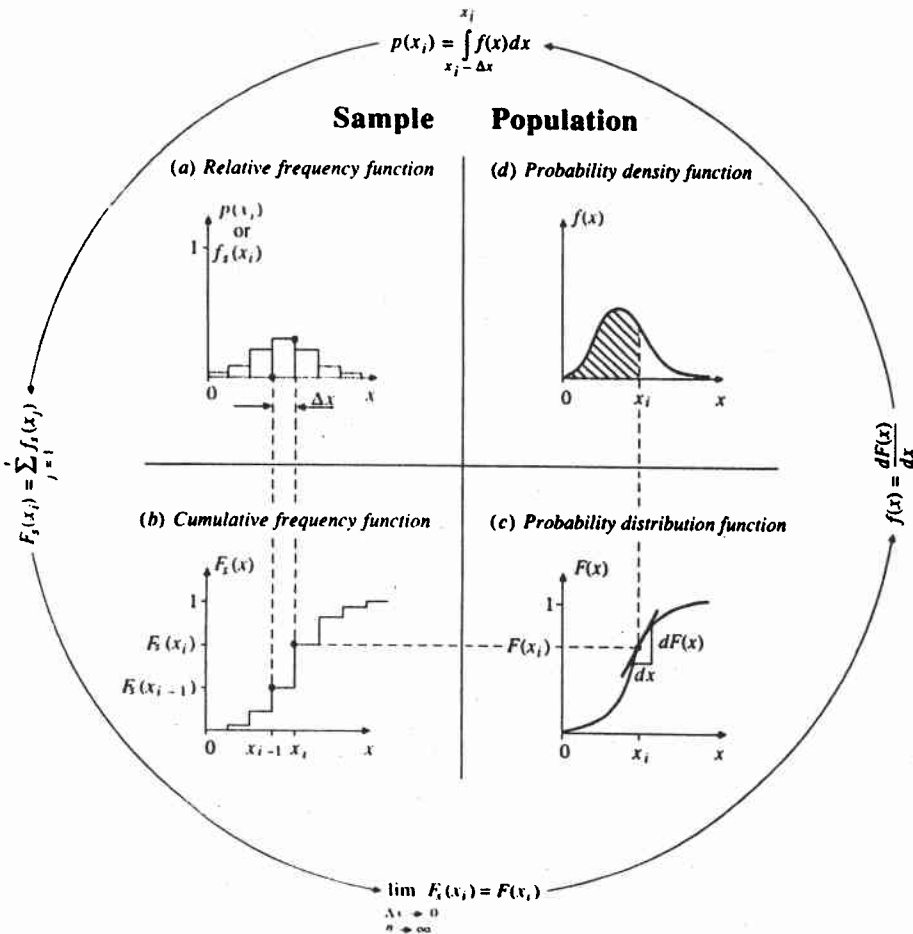 p(x_i) = ∫_{x_i − Δx}^{x_i} f(x)dx
Sample Population
(a) Relative frequency function
p(x_i)
or
f_s(x_i)
1
0
x
Δx
(d) Probability density function
f(x)
0
x_i
x
F_s(x_i) = Σ_{j = 1}^{i} f_s(x_j)
f(x) = dF(x)/dx
(b) Cumulative frequency function
F_s(x)
1
F_s(x_i)
F_s(x_{i−1})
0
x_{i−1}
x_i
x
(c) Probability distribution function
F(x)
1
F(x_i)
dF(x)
dx
0
x_i
x
lim F_s(x_i) = F(x_i)
Δx → 0
n → ∞